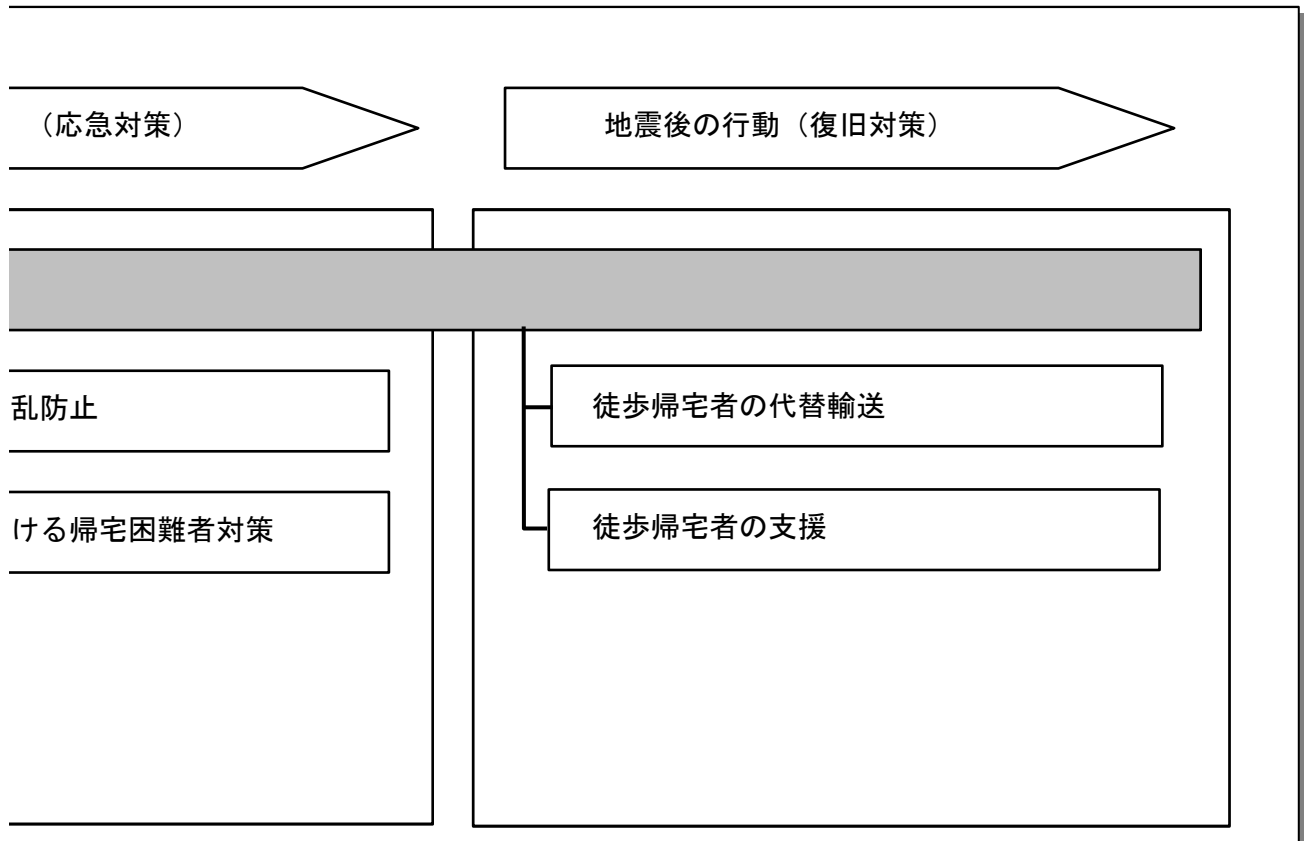 （応急対策）
地震後の行動（復旧対策）
乱防止
ける帰宅困難者対策
徒歩帰宅者の代替輸送
徒歩帰宅者の支援